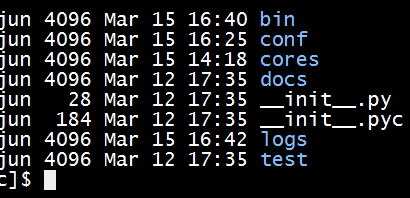 jun 4096 Mar 15 16:40 bin
jun 4096 Mar 15 16:25 conf
jun 4096 Mar 15 14:18 cores
jun 4096 Mar 12 17:35 docs
jun 28 Mar 12 17:35 __init__.py
jun 184 Mar 12 17:35 __init__.pyc
jun 4096 Mar 15 16:42 logs
jun 4096 Mar 12 17:35 test
c]$